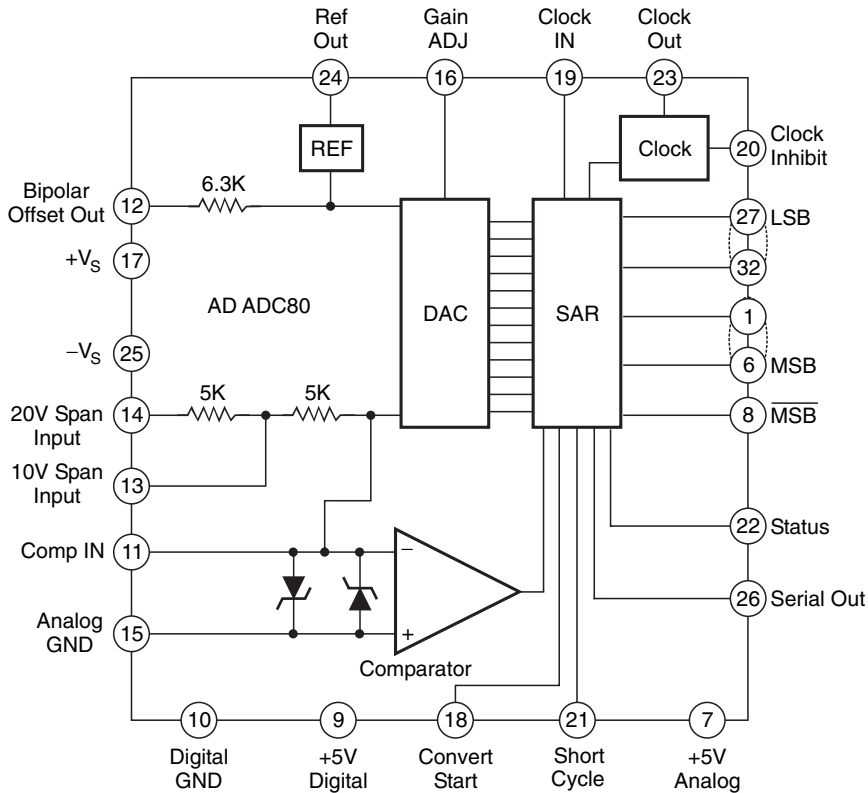 Ref
Out
Gain
ADJ
Clock
IN
Clock
Out
24
16
19
23
REF
Clock
20
Clock
Inhibit
6.3K
Bipolar
Offset Out
12
27
LSB
+VS
17
32
AD ADC80
DAC
SAR
1
−VS
25
6
MSB
5K
5K
20V Span
Input
14
8
MSB
10V Span
Input
13
22
Status
Comp IN
11
−
26
Serial Out
Analog
GND
15
+
Comparator
10
9
18
21
7
Digital
GND
+5V
Digital
Convert
Start
Short
Cycle
+5V
Analog